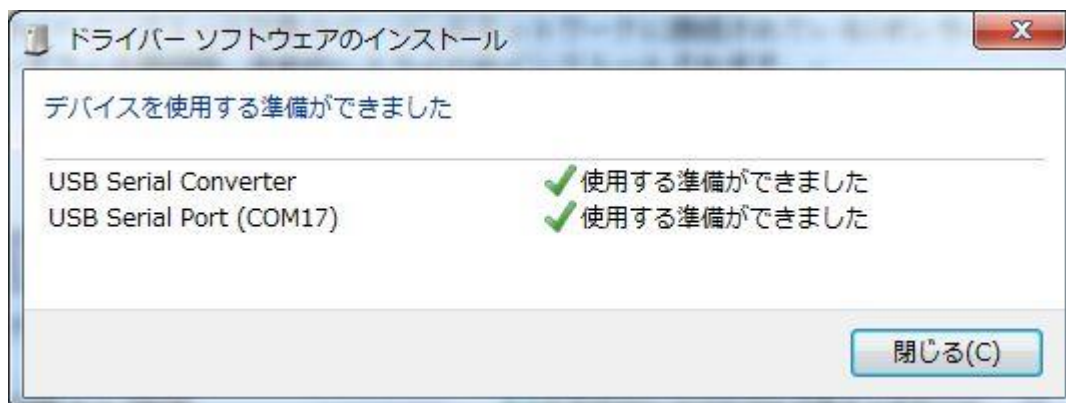 ドライバー ソフトウェアのインストール
デバイスを使用する準備ができました
USB Serial Converter 使用する準備ができました
USB Serial Port (COM17) 使用する準備ができました
閉じる(C)